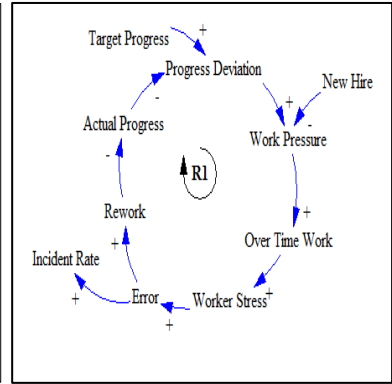 Target Progress
+
Progress Deviation
-
New Hire
+
-
Actual Progress
Work Pressure
-
R1
Rework
+
+
Over Time Work
Incident Rate
+
Error
Worker Stress
+
+